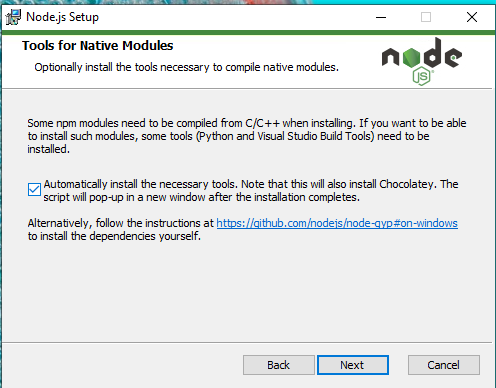 Node.js Setup
Tools for Native Modules
Optionally install the tools necessary to compile native modules.
node
JS
Some npm modules need to be compiled from C/C++ when installing. If you want to be able
to install such modules, some tools (Python and Visual Studio Build Tools) need to be
installed.
Automatically install the necessary tools. Note that this will also install Chocolatey. The
script will pop-up in a new window after the installation completes.
Alternatively, follow the instructions at https://github.com/nodejs/node-gyp#on-windows
to install the dependencies yourself.
Back Next Cancel